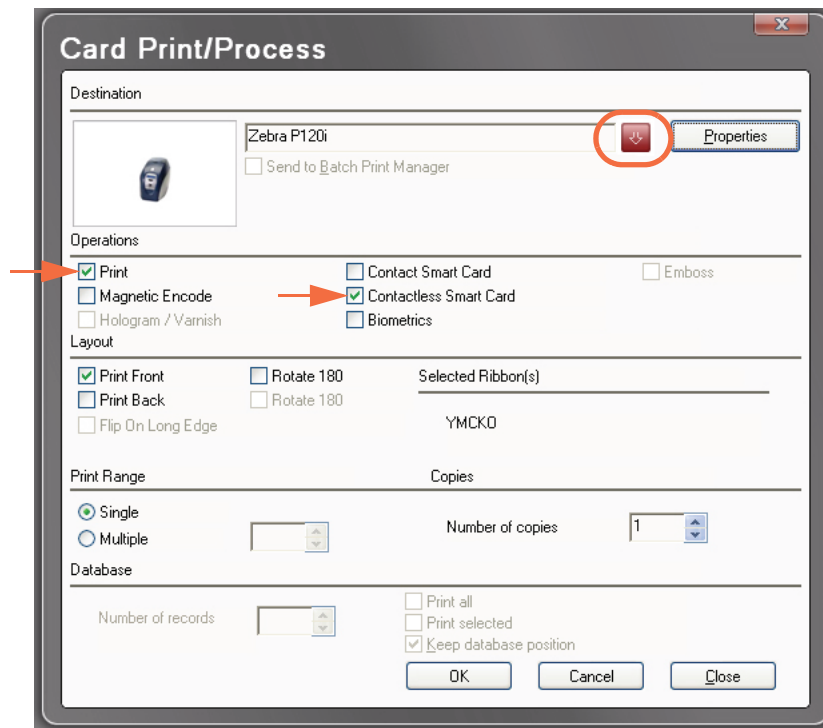 Card Print/Process
Destination
Zebra P120i
Properties
Send to Batch Print Manager
Operations
Print
Contact Smart Card
Emboss
Magnetic Encode
Contactless Smart Card
Hologram / Varnish
Biometrics
Layout
Print Front
Rotate 180
Selected Ribbon(s)
Print Back
Rotate 180
Flip On Long Edge
YMCKO
Print Range
Copies
Single
Number of copies
1
Multiple
Database
Number of records
Print all
Print selected
Keep database position
OK
Cancel
Close